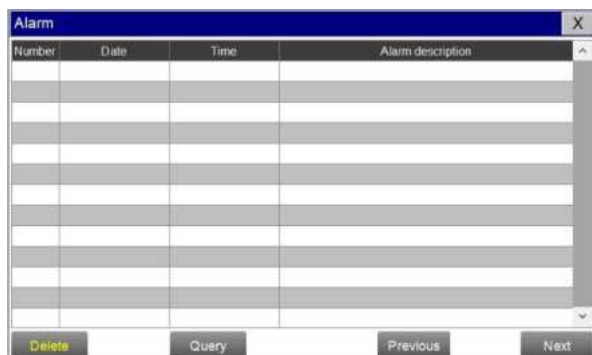 Alarm X
Number Date Time Alarm description
Delete Query Previous Next